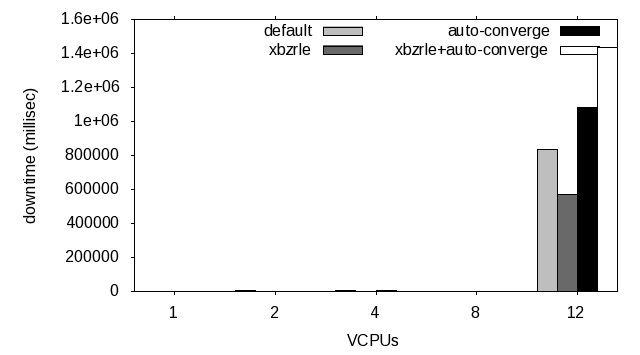 1.6e+06
default
auto-converge
xbzrle
xbzrle+auto-converge
1.4e+06
1.2e+06
1e+06
800000
600000
400000
200000
0
downtime (millisec)
1 2 4 8 12
VCPUs